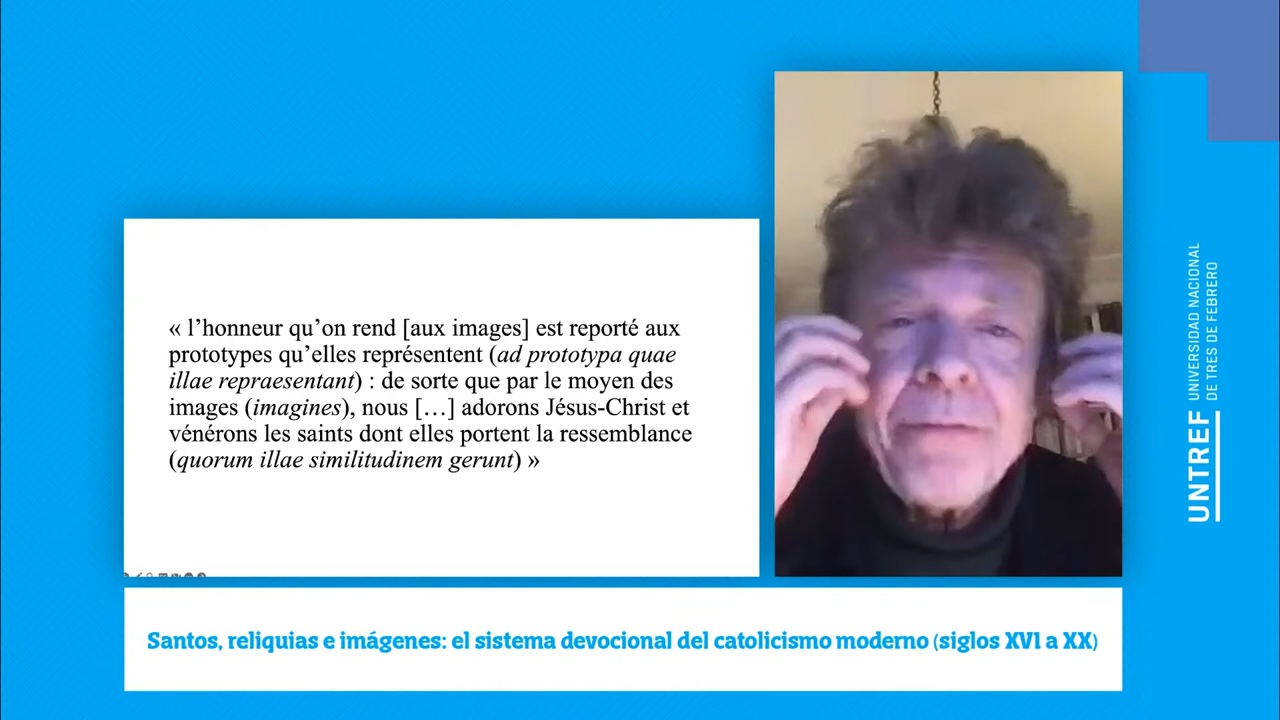 « l’honneur qu’on rend [aux images] est reporté aux
prototypes qu’elles représentent (ad prototypa quae
illae repraesentant) : de sorte que par le moyen des
images (imagines), nous […] adorons Jésus-Christ et
vénérons les saints dont elles portent la ressemblance
(quorum illae similitudinem gerunt) »
Santos, reliquias e imágenes: el sistema devocional del catolicismo moderno (siglos XVI a XX)
UNTREF
UNIVERSIDAD NACIONAL
DE TRES DE FEBRERO